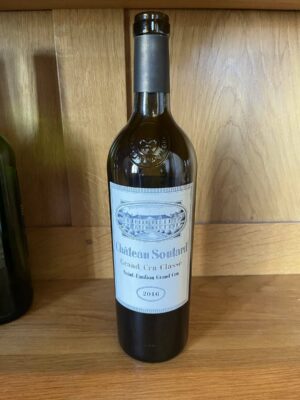 Château Soutard
Grand Cru Classé
Saint-Emilion Grand Cru
2016